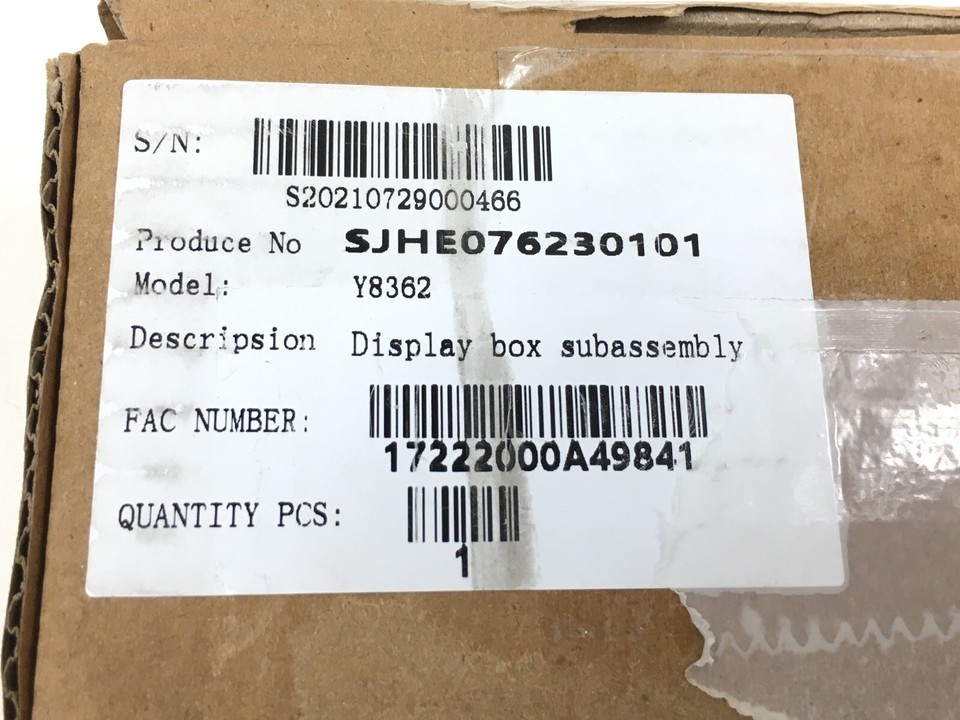 S/N:
S20210729000466
Produce No SJHE076230101
Model: Y8362
Descripsion Display box subassembly
FAC NUMBER:
17222000A49841
QUANTITY PCS:
1